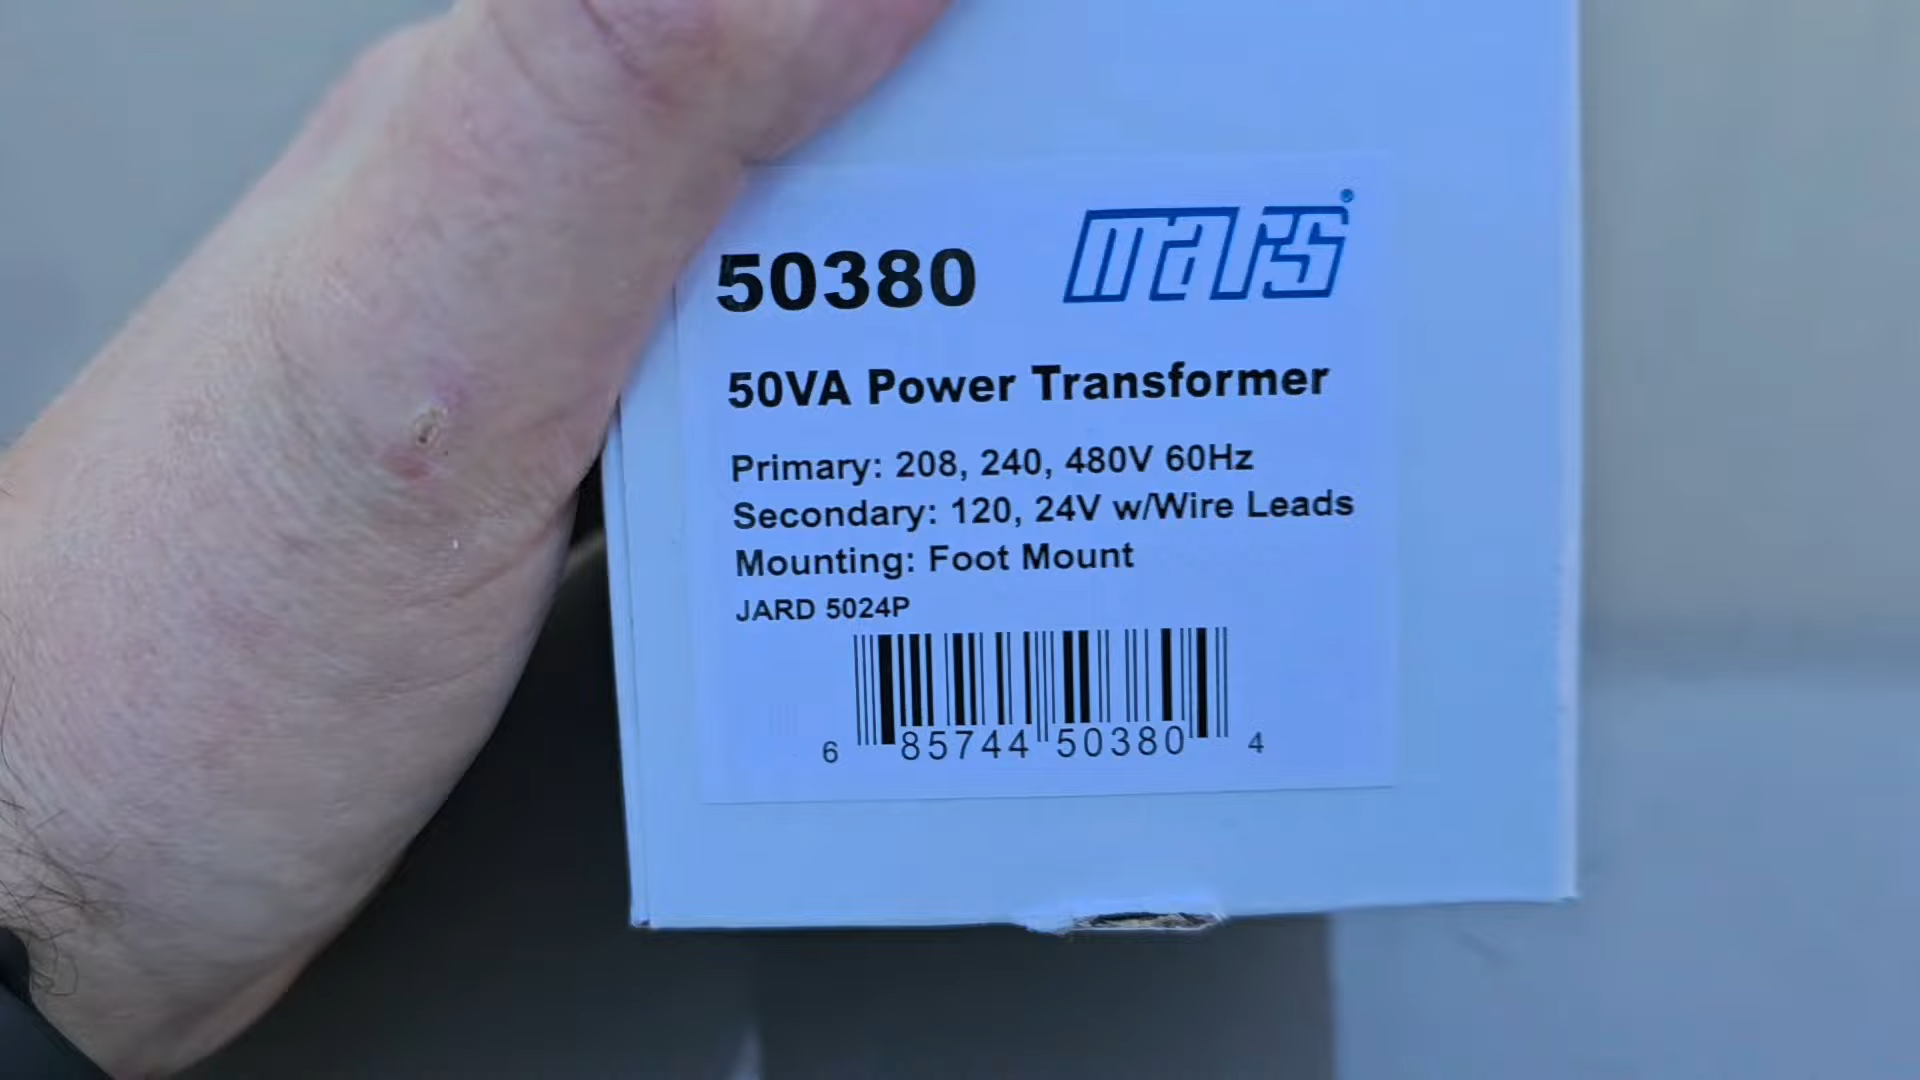 50380
mars®
50VA Power Transformer
Primary: 208, 240, 480V 60Hz
Secondary: 120, 24V w/Wire Leads
Mounting: Foot Mount
JARD 5024P
6 85744 50380 4